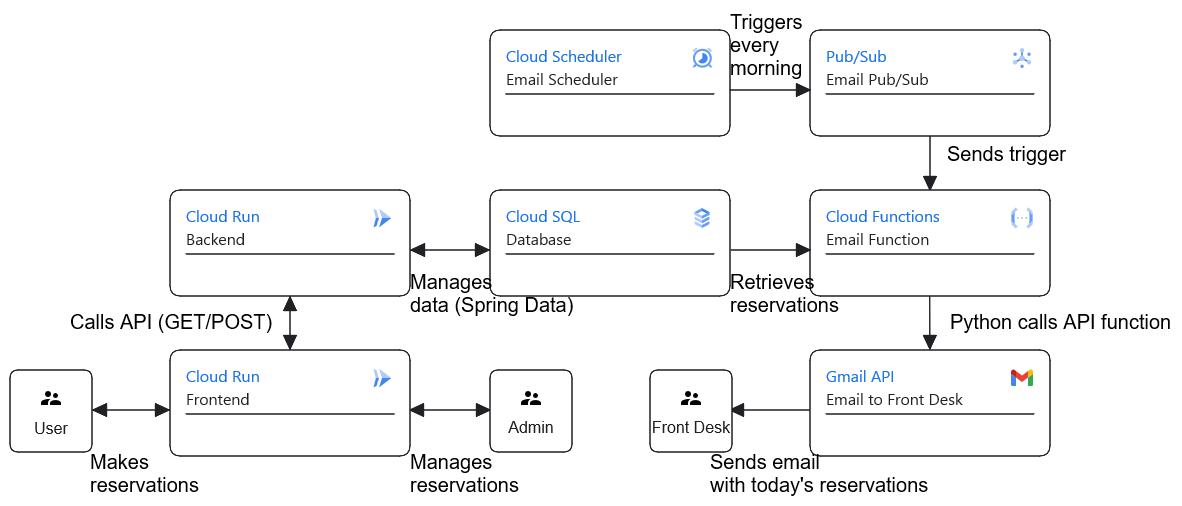 Triggers
every
morning
Cloud Scheduler
Email Scheduler
Pub/Sub
Email Pub/Sub
Sends trigger
Cloud Run
Backend
Cloud SQL
Database
Cloud Functions
Email Function
Manages
data (Spring Data)
Retrieves
reservations
Calls API (GET/POST)
Python calls API function
User
Cloud Run
Frontend
Admin
Front Desk
Gmail API
Email to Front Desk
Makes
reservations
Manages
reservations
Sends email
with today's reservations